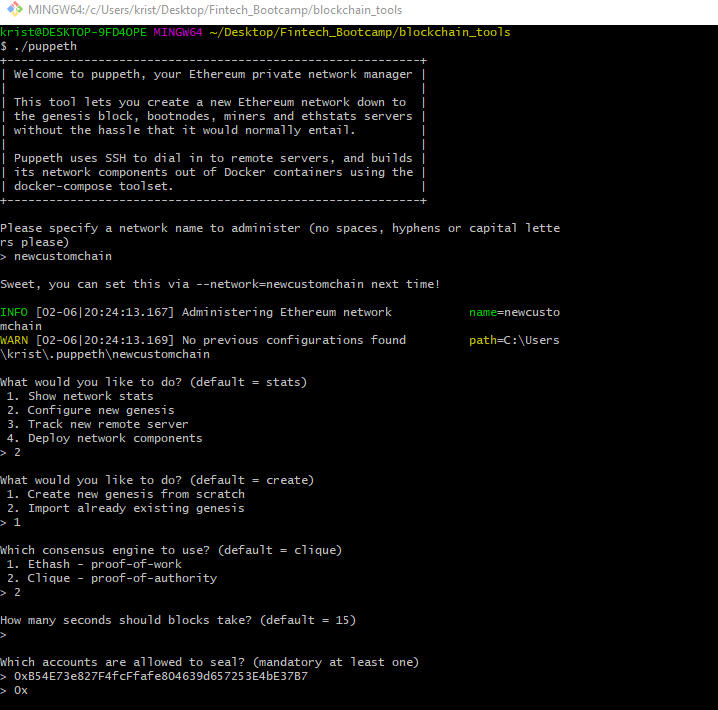 MINGW64:/c/Users/krist/Desktop/Fintech_Bootcamp/blockchain_tools
krist@DESKTOP-9FD4OPE MINGW64 ~/Desktop/Fintech_Bootcamp/blockchain_tools
$ ./puppeth
+-----------------------------------------------------------+
| Welcome to puppeth, your Ethereum private network manager |
|                                                           |
| This tool lets you create a new Ethereum network down to  |
| the genesis block, bootnodes, miners and ethstats servers |
| without the hassle that it would normally entail.         |
|                                                           |
| Puppeth uses SSH to dial in to remote servers, and builds |
| its network components out of Docker containers using the |
| docker-compose toolset.                                   |
+-----------------------------------------------------------+
Please specify a network name to administer (no spaces, hyphens or capital lette
rs please)
> newcustomchain
Sweet, you can set this via --network=newcustomchain next time!
INFO [02-06|20:24:13.167] Administering Ethereum network           name=newcusto
mchain
WARN [02-06|20:24:13.169] No previous configurations found         path=C:\Users
\krist\.puppeth\newcustomchain
What would you like to do? (default = stats)
 1. Show network stats
 2. Configure new genesis
 3. Track new remote server
 4. Deploy network components
> 2
What would you like to do? (default = create)
 1. Create new genesis from scratch
 2. Import already existing genesis
> 1
Which consensus engine to use? (default = clique)
 1. Ethash - proof-of-work
 2. Clique - proof-of-authority
> 2
How many seconds should blocks take? (default = 15)
>
Which accounts are allowed to seal? (mandatory at least one)
> 0xB54E73e827F4fcFfafe804639d657253E4bE37B7
> 0x